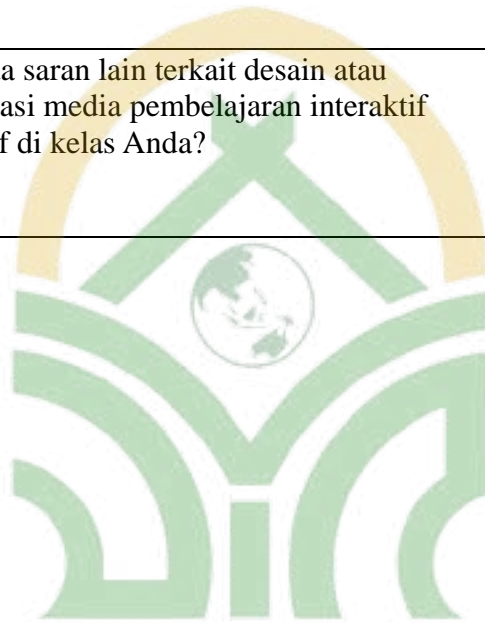 a saran lain terkait desain atau
asi media pembelajaran interaktif
f di kelas Anda?